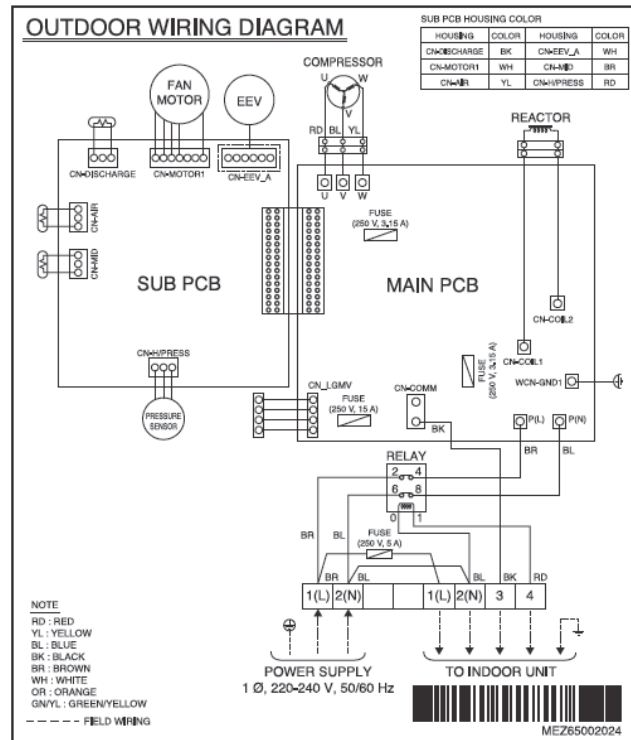 OUTDOOR WIRING DIAGRAM
SUB PCB HOUSING COLOR
HOUSING COLOR HOUSING COLOR
CN-DISCHARGE BK CN-EEV_A WH
CN-MOTOR1 WH CN-MID BR
CN-AIR YL CN-H/PRESS RD
FAN
MOTOR
EEV
COMPRESSOR
U W
V
RD BL YL
REACTOR
CN-DISCHARGE
CN-MOTOR1
CN-EEV_A
U V W
FUSE
(250 V, 3.15 A)
CN-AIR
CN-MID
SUB PCB
MAIN PCB
CN-COIL2
CN-COIL1
FUSE
(250 V, 3.15 A)
WCN-GND1
CN-H/PRESS
PRESSURE
SENSOR
CN_LGMV
FUSE
(250 V, 15 A)
CN-COMM
BK
P(L) P(N)
BR BL
RELAY
2 4
6 8
0 1
BR BL
FUSE
(250 V, 5 A)
BR BL BL BK RD
1(L) 2(N) 1(L) 2(N) 3 4
POWER SUPPLY
1 Ø, 220-240 V, 50/60 Hz
TO INDOOR UNIT
NOTE
RD : RED
YL : YELLOW
BL : BLUE
BK : BLACK
BR : BROWN
WH : WHITE
OR : ORANGE
GN/YL : GREEN/YELLOW
FIELD WIRING
MEZ65002024